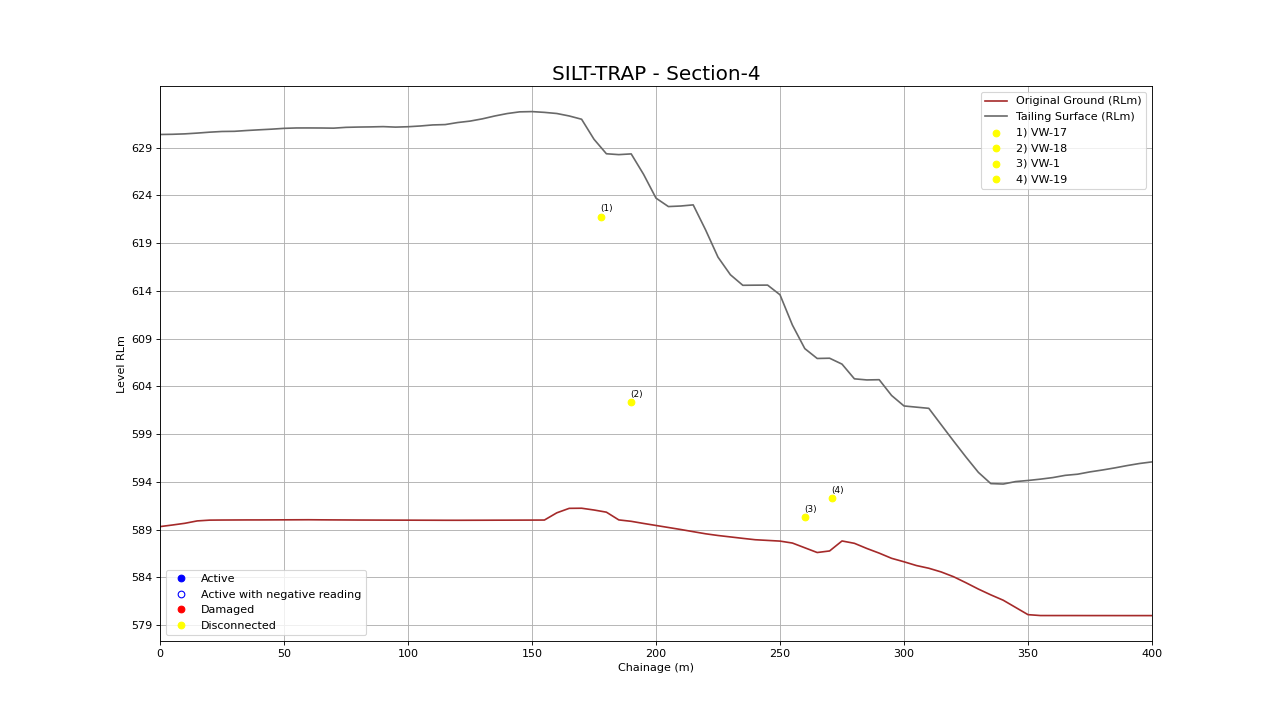 SILT-TRAP - Section-4
Original Ground (RLm)
Tailing Surface (RLm)
1) VW-17
2) VW-18
3) VW-1
4) VW-19
629
624
619
614
609
604
599
594
589
584
579
Level RLm
(1)
(2)
(4)
(3)
Active
Active with negative reading
Damaged
Disconnected
0 50 100 150 200 250 300 350 400
Chainage (m)